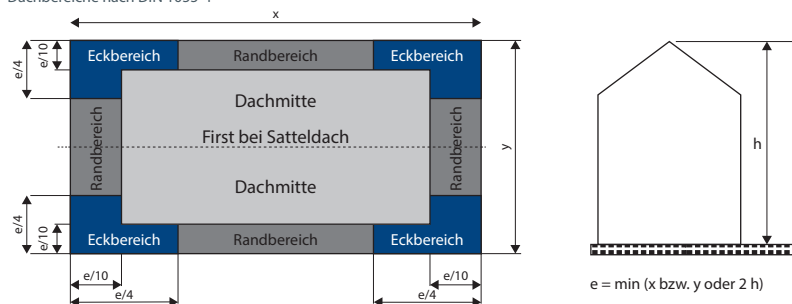 Dachbereiche nach DIN 1055-4
x
e/10
e/4
Eckbereich Randbereich Eckbereich
Dachmitte
Randbereich
First bei Satteldach
Randbereich
y
h
Dachmitte
e/4
e/10
Eckbereich Randbereich Eckbereich
e/10 e/10
e/4 e/4
e = min (x bzw. y oder 2 h)